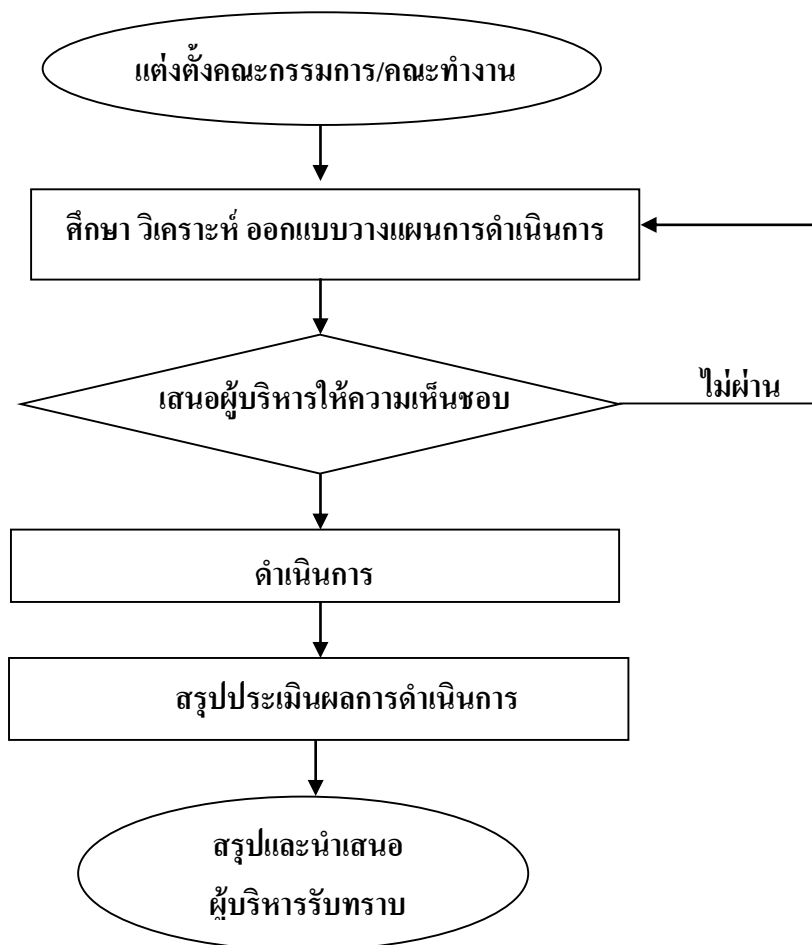 แต่งตั้งคณะกรรมการ/คณะทำงาน
ศึกษา วิเคราะห์ ออกแบบวางแผนการดำเนินการ
เสนอผู้บริหารให้ความเห็นชอบ
ไม่ผ่าน
ดำเนินการ
สรุปประเมินผลการดำเนินการ
สรุปและนำเสนอ
ผู้บริหารรับทราบ